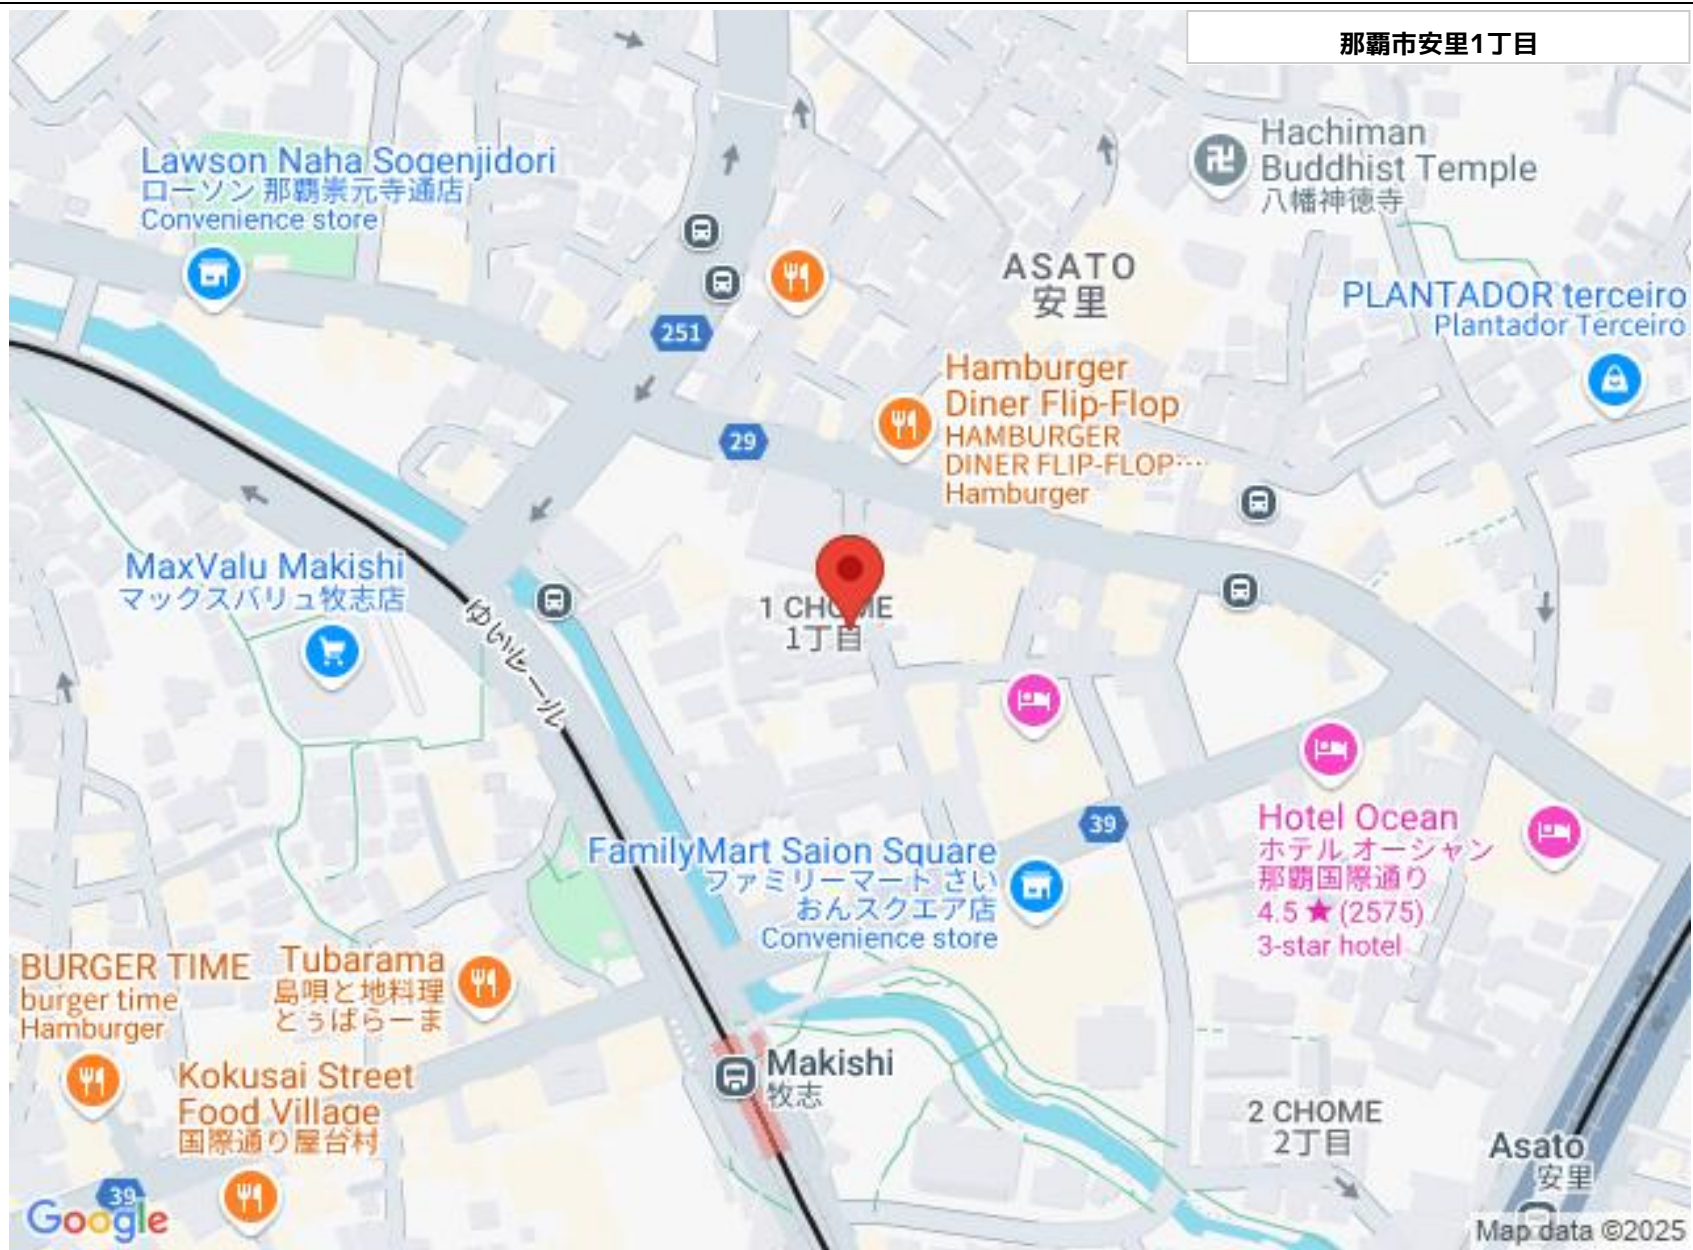 那覇市安里1丁目
Lawson Naha Sogenjidori
ローソン 那覇崇元寺通店
Convenience store
Hachiman
Buddhist Temple
八幡神徳寺
ASATO
安里
PLANTADOR terceiro
Plantador Terceiro
251
29
Hamburger
Diner Flip-Flop
HAMBURGER
DINER FLIP-FLOP…
Hamburger
MaxValu Makishi
マックスバリュ牧志店
ゆいレール
1 CHOME
1丁目
39
FamilyMart Saion Square
ファミリーマート さい
おんスクエア店
Convenience store
Hotel Ocean
ホテル オーシャン
那覇国際通り
4.5 ★ (2575)
3-star hotel
BURGER TIME
burger time
Hamburger
Tubarama
島唄と地料理
とぅばらーま
Kokusai Street
Food Village
国際通り屋台村
Makishi
牧志
2 CHOME
2丁目
Asato
安里
39
Google
Map data ©2025